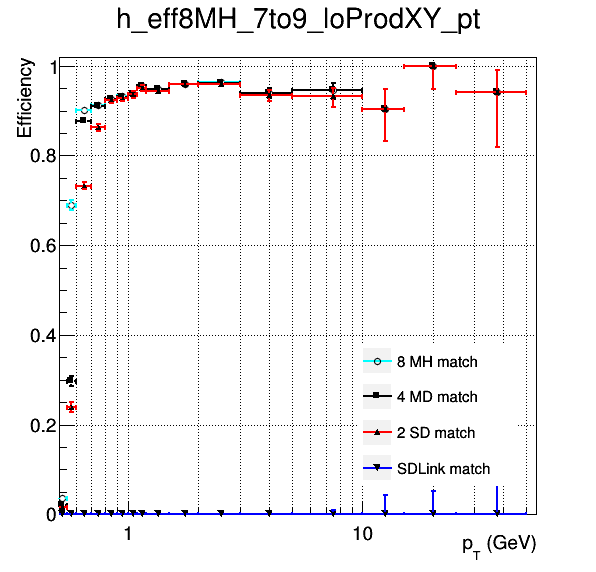 h_eff8MH_7to9_loProdXY_pt
Efficiency
1
0.8
0.6
0.4
0.2
0
8 MH match
4 MD match
2 SD match
SDLink match
1
10
p_T (GeV)